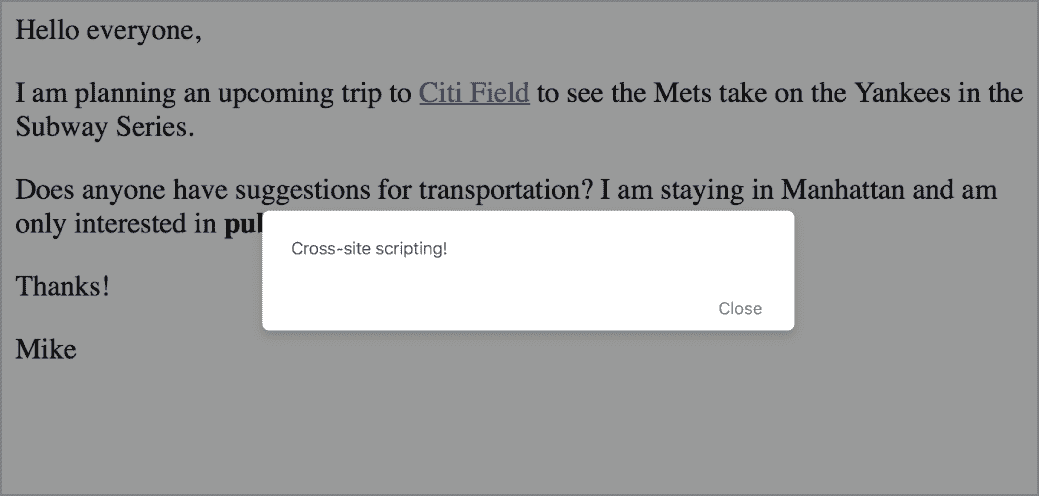 Hello everyone,
I am planning an upcoming trip to Citi Field to see the Mets take on the Yankees in the
Subway Series.
Does anyone have suggestions for transportation? I am staying in Manhattan and am
only interested in
Cross-site scripting!
Close
Thanks!
Mike